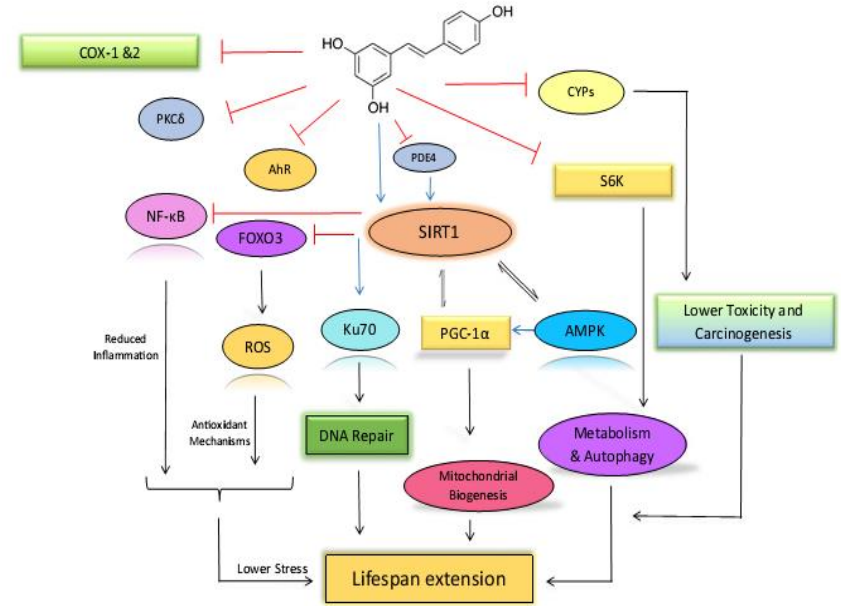 OH
HO
OH
COX-1 &2
CYPs
PKCδ
AhR
PDE4
S6K
NF-κB
FOXO3
SIRT1
Ku70
PGC-1α
AMPK
Lower Toxicity and
Carcinogenesis
Reduced
Inflammation
ROS
Antioxidant
Mechanisms
DNA Repair
Metabolism
& Autophagy
Mitochondrial
Biogenesis
Lower Stress
Lifespan extension